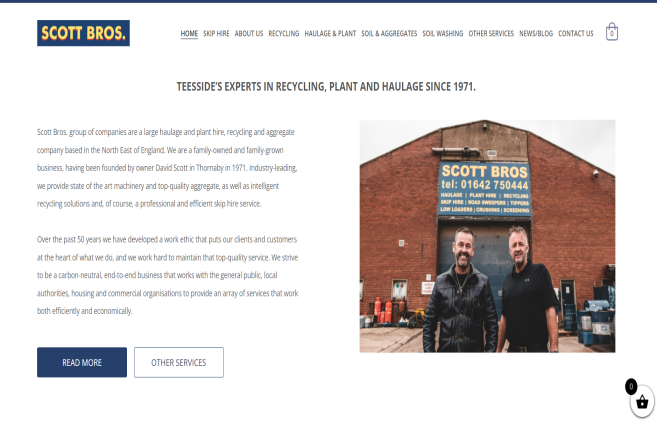 SCOTT BROS.
HOME SKIP HIRE ABOUT US RECYCLING HAULAGE & PLANT SOIL & AGGREGATES SOIL WASHING OTHER SERVICES NEWS/BLOG CONTACT US 0
TEESSIDE'S EXPERTS IN RECYCLING, PLANT AND HAULAGE SINCE 1971.
Scott Bros. group of companies are a large haulage and plant hire, recycling and aggregate
company based in the North East of England. We are a family-owned and family-grown
business, having been founded by owner David Scott in Thornaby in 1971. Industry-leading,
we provide state of the art machinery and top-quality aggregate, as well as intelligent
recycling solutions and, of course, a professional and efficient skip hire service.
Over the past 50 years we have developed a work ethic that puts our clients and customers
at the heart of what we do, and we work hard to maintain that top-quality service. We strive
to be a carbon-neutral, end-to-end business that works with the general public, local
authorities, housing and commercial organisations to provide an array of services that work
both efficiently and economically.
READ MORE
OTHER SERVICES
SCOTT BROS
tel: 01642 750444
HAULAGE | PLANT HIRE | RECYCLING
SKIP HIRE | ROAD SWEEPERS | TIPPERS
LOW LOADERS | CRUSHING | SCREENING
0